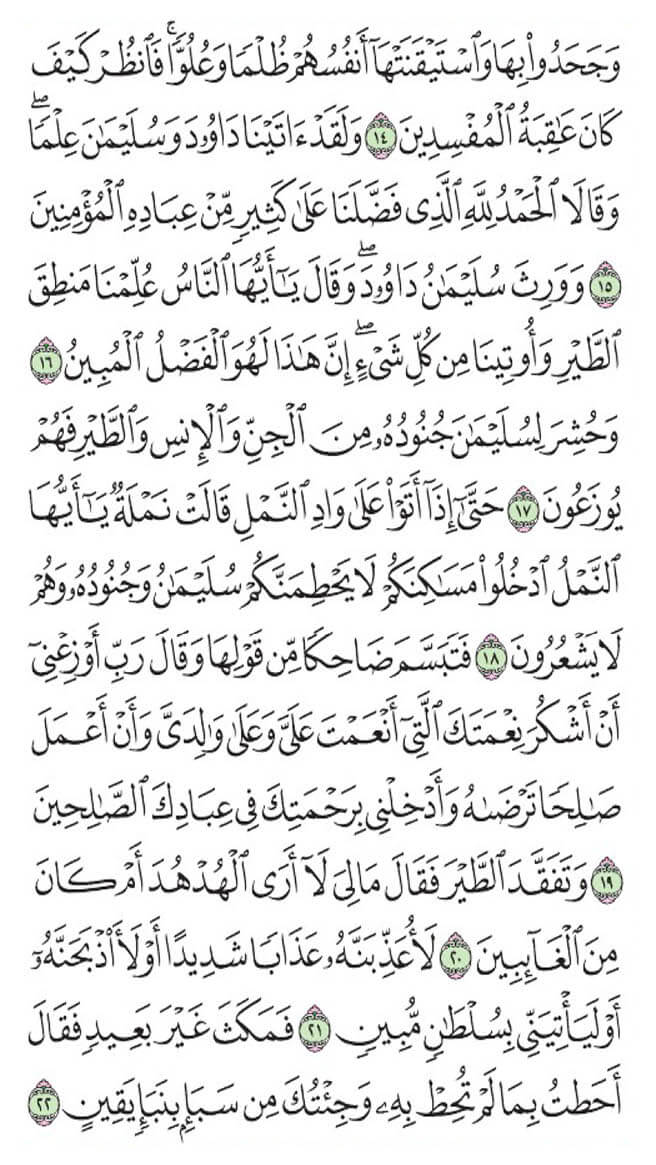 وَجَحَدُوا۟ بِهَا وَٱسْتَيْقَنَتْهَآ أَنفُسُهُمْ ظُلْمًا وَعُلُوًّا ۚ فَٱنظُرْ كَيْفَ
كَانَ عَـٰقِبَةُ ٱلْمُفْسِدِينَ ١٤ وَلَقَدْ ءَاتَيْنَا دَاوُۥدَ وَسُلَيْمَـٰنَ عِلْمًا ۖ
وَقَالَا ٱلْحَمْدُ لِلَّهِ ٱلَّذِى فَضَّلَنَا عَلَىٰ كَثِيرٍ مِّنْ عِبَادِهِ ٱلْمُؤْمِنِينَ
١٥ وَوَرِثَ سُلَيْمَـٰنُ دَاوُۥدَ ۖ وَقَالَ يَـٰٓأَيُّهَا ٱلنَّاسُ عُلِّمْنَا مَنطِقَ
ٱلطَّيْرِ وَأُوتِينَا مِن كُلِّ شَىْءٍ ۖ إِنَّ هَـٰذَا لَهُوَ ٱلْفَضْلُ ٱلْمُبِينُ ١٦
وَحُشِرَ لِسُلَيْمَـٰنَ جُنُودُهُۥ مِنَ ٱلْجِنِّ وَٱلْإِنسِ وَٱلطَّيْرِ فَهُمْ
يُوزَعُونَ ١٧ حَتَّىٰٓ إِذَآ أَتَوْا۟ عَلَىٰ وَادِ ٱلنَّمْلِ قَالَتْ نَمْلَةٌ يَـٰٓأَيُّهَا
ٱلنَّمْلُ ٱدْخُلُوا۟ مَسَـٰكِنَكُمْ لَا يَحْطِمَنَّكُمْ سُلَيْمَـٰنُ وَجُنُودُهُۥ وَهُمْ
لَا يَشْعُرُونَ ١٨ فَتَبَسَّمَ ضَاحِكًا مِّن قَوْلِهَا وَقَالَ رَبِّ أَوْزِعْنِىٓ
أَنْ أَشْكُرَ نِعْمَتَكَ ٱلَّتِىٓ أَنْعَمْتَ عَلَىَّ وَعَلَىٰ وَٰلِدَىَّ وَأَنْ أَعْمَلَ
صَـٰلِحًا تَرْضَىٰهُ وَأَدْخِلْنِى بِرَحْمَتِكَ فِى عِبَادِكَ ٱلصَّـٰلِحِينَ
١٩ وَتَفَقَّدَ ٱلطَّيْرَ فَقَالَ مَالِىَ لَآ أَرَى ٱلْهُدْهُدَ أَمْ كَانَ
مِنَ ٱلْغَآئِبِينَ ٢٠ لَأُعَذِّبَنَّهُۥ عَذَابًا شَدِيدًا أَوْ لَأَا۟ذْبَحَنَّهُۥٓ
أَوْ لَيَأْتِيَنِّى بِسُلْطَـٰنٍ مُّبِينٍ ٢١ فَمَكَثَ غَيْرَ بَعِيدٍ فَقَالَ
أَحَطتُ بِمَا لَمْ تُحِطْ بِهِۦ وَجِئْتُكَ مِن سَبَإٍۭ بِنَبَإٍ يَقِينٍ ٢٢